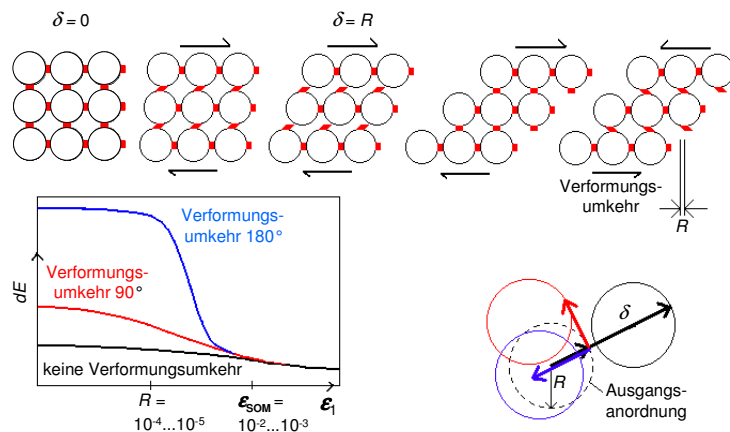 δ = 0
δ = R
Verformungs-
umkehr
R
Verformungs-
umkehr 180°
Verformungs-
umkehr 90°
dE
keine Verformungsumkehr
R =
10⁻⁴...10⁻⁵
εSOM =
10⁻²...10⁻³
ε₁
δ
R
Ausgangs-
anordnung